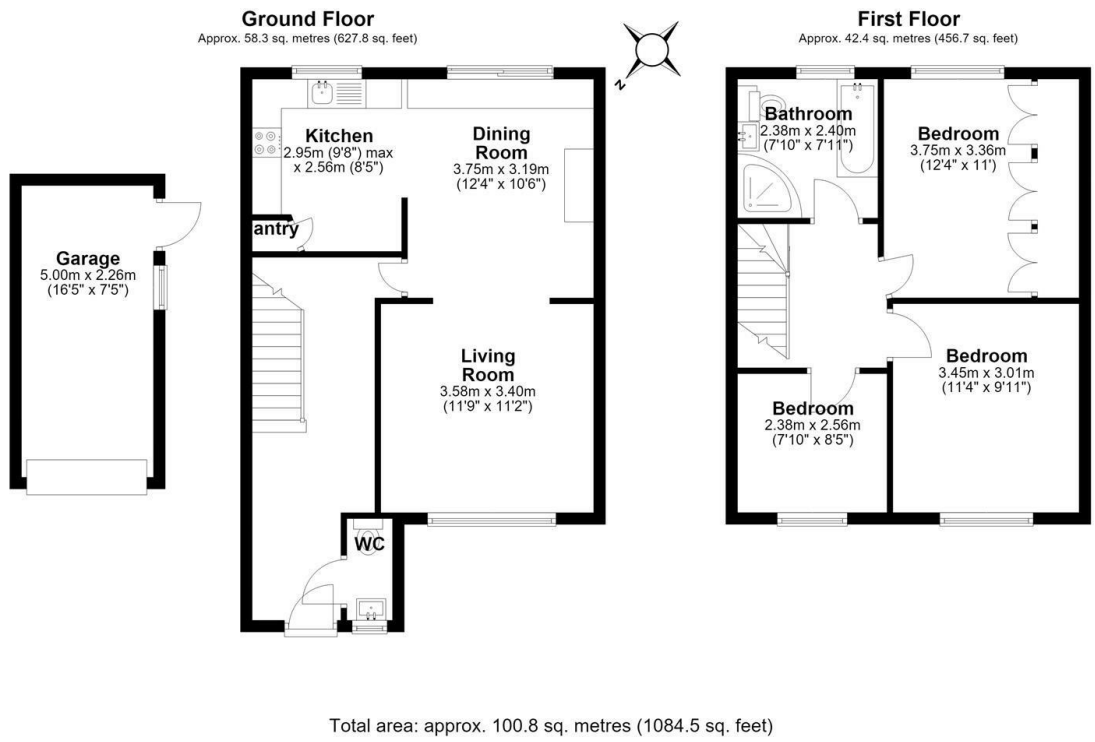 Ground Floor
Approx. 58.3 sq. metres (627.8 sq. feet)
First Floor
Approx. 42.4 sq. metres (456.7 sq. feet)
N
Kitchen
2.95m (9'8") max
x 2.56m (8'5")
Dining
Room
3.75m x 3.19m
(12'4" x 10'6")
antry
Garage
5.00m x 2.26m
(16'5" x 7'5")
Living
Room
3.58m x 3.40m
(11'9" x 11'2")
WC
Bathroom
2.38m x 2.40m
(7'10" x 7'11")
Bedroom
3.75m x 3.36m
(12'4" x 11')
Bedroom
3.45m x 3.01m
(11'4" x 9'11")
Bedroom
2.38m x 2.56m
(7'10" x 8'5")
Total area: approx. 100.8 sq. metres (1084.5 sq. feet)